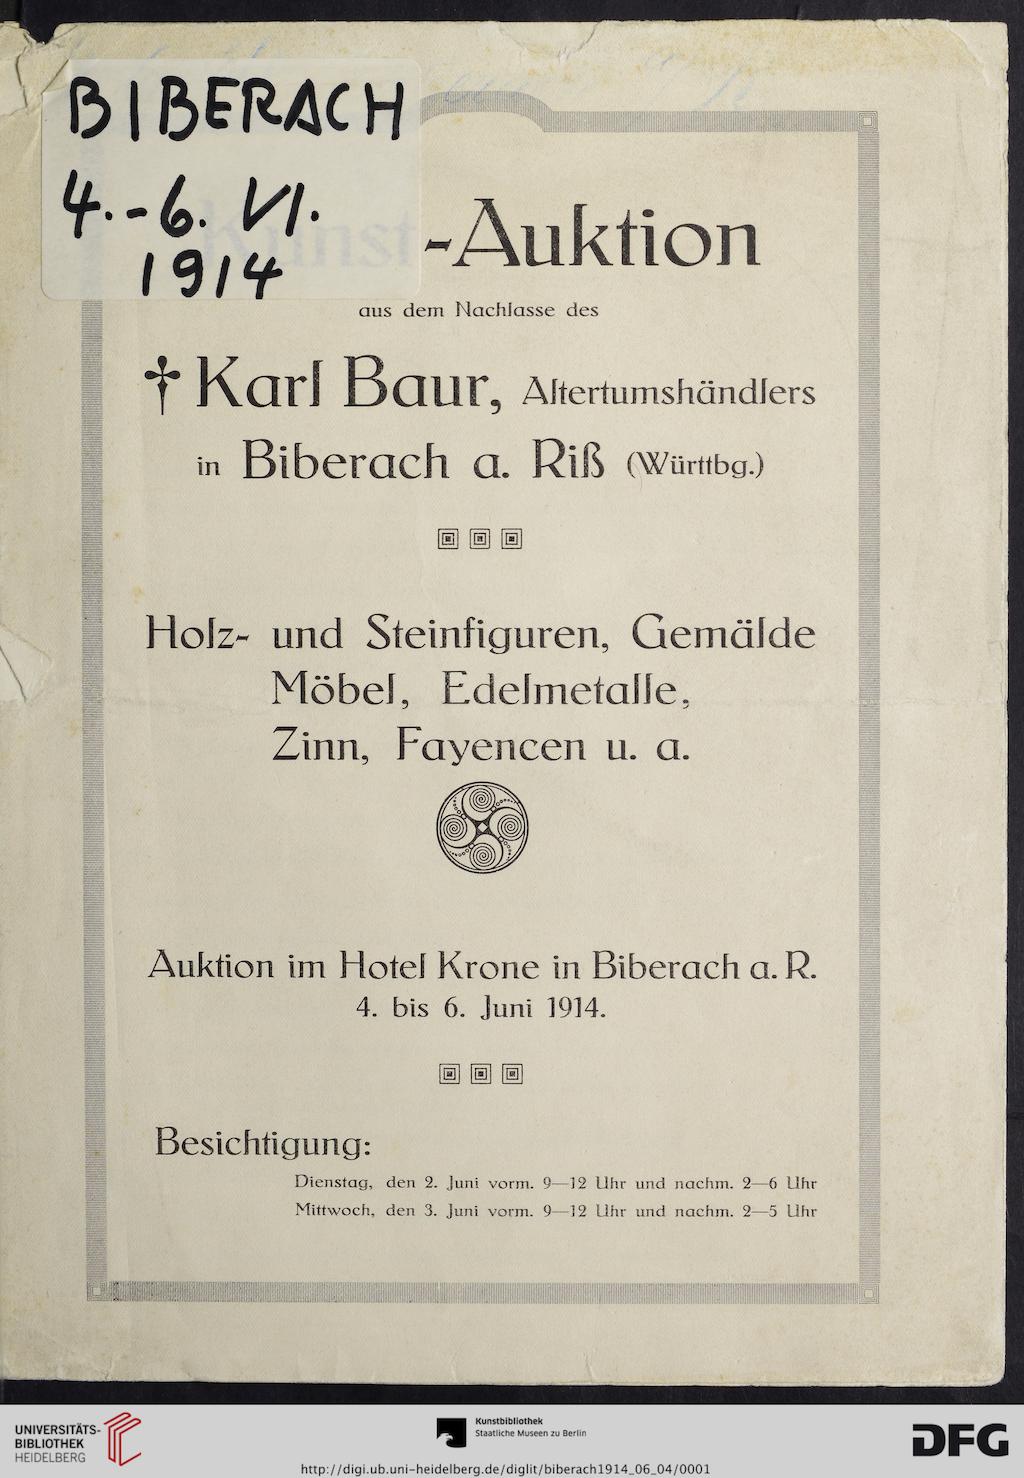 BIBERACH
4.-6. VI.
1914
Kunst-Auktion
aus dem Nachlasse des
† Karl Baur, Altertumshändlers
in Biberach a. Riß (Württbg.)
Holz- und Steinfiguren, Gemälde
Möbel, Edelmetalle,
Zinn, Fayencen u. a.
Auktion im Hotel Krone in Biberach a. R.
4. bis 6. Juni 1914.
Besichtigung:
Dienstag, den 2. Juni vorm. 9—12 Uhr und nachm. 2—6 Uhr
Mittwoch, den 3. Juni vorm. 9—12 Uhr und nachm. 2—5 Uhr
UNIVERSITÄTS-
BIBLIOTHEK
HEIDELBERG
Kunstbibliothek
Staatliche Museen zu Berlin
DFG
http://digi.ub.uni-heidelberg.de/diglit/biberach1914_06_04/0001